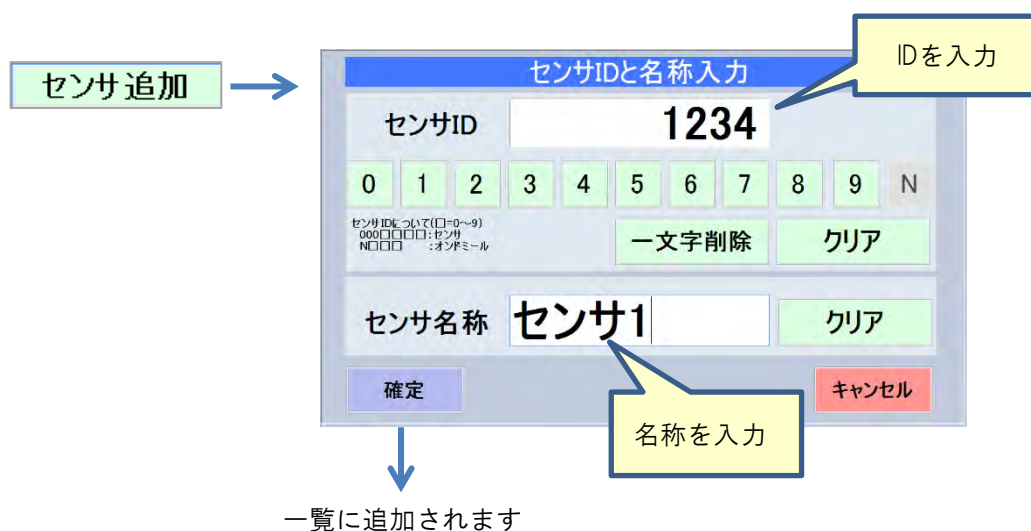 センサ追加
センサIDと名称入力
IDを入力
センサID 1234
0 1 2 3 4 5 6 7 8 9 N
センサIDについて(□=0～9)
000□□□□:センサ
N□□□ :オンドミール
一文字削除 クリア
センサ名称 センサ1 クリア
確定 キャンセル
名称を入力
一覧に追加されます